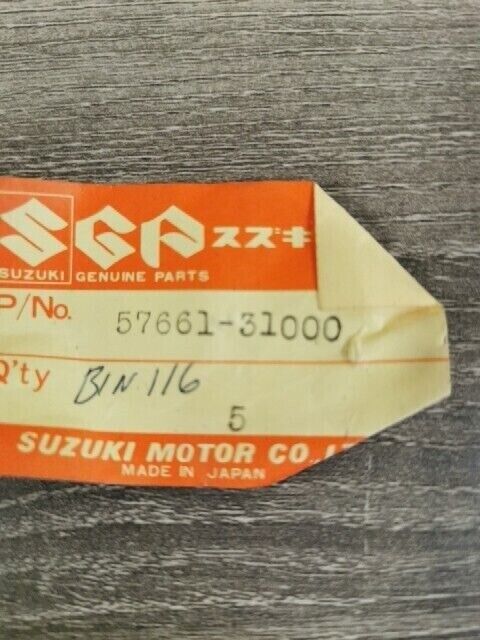 SGP スズキ
SUZUKI GENUINE PARTS
P/No. 57661-31000
Q'ty BIN 116
5
SUZUKI MOTOR CO.,
MADE IN JAPAN